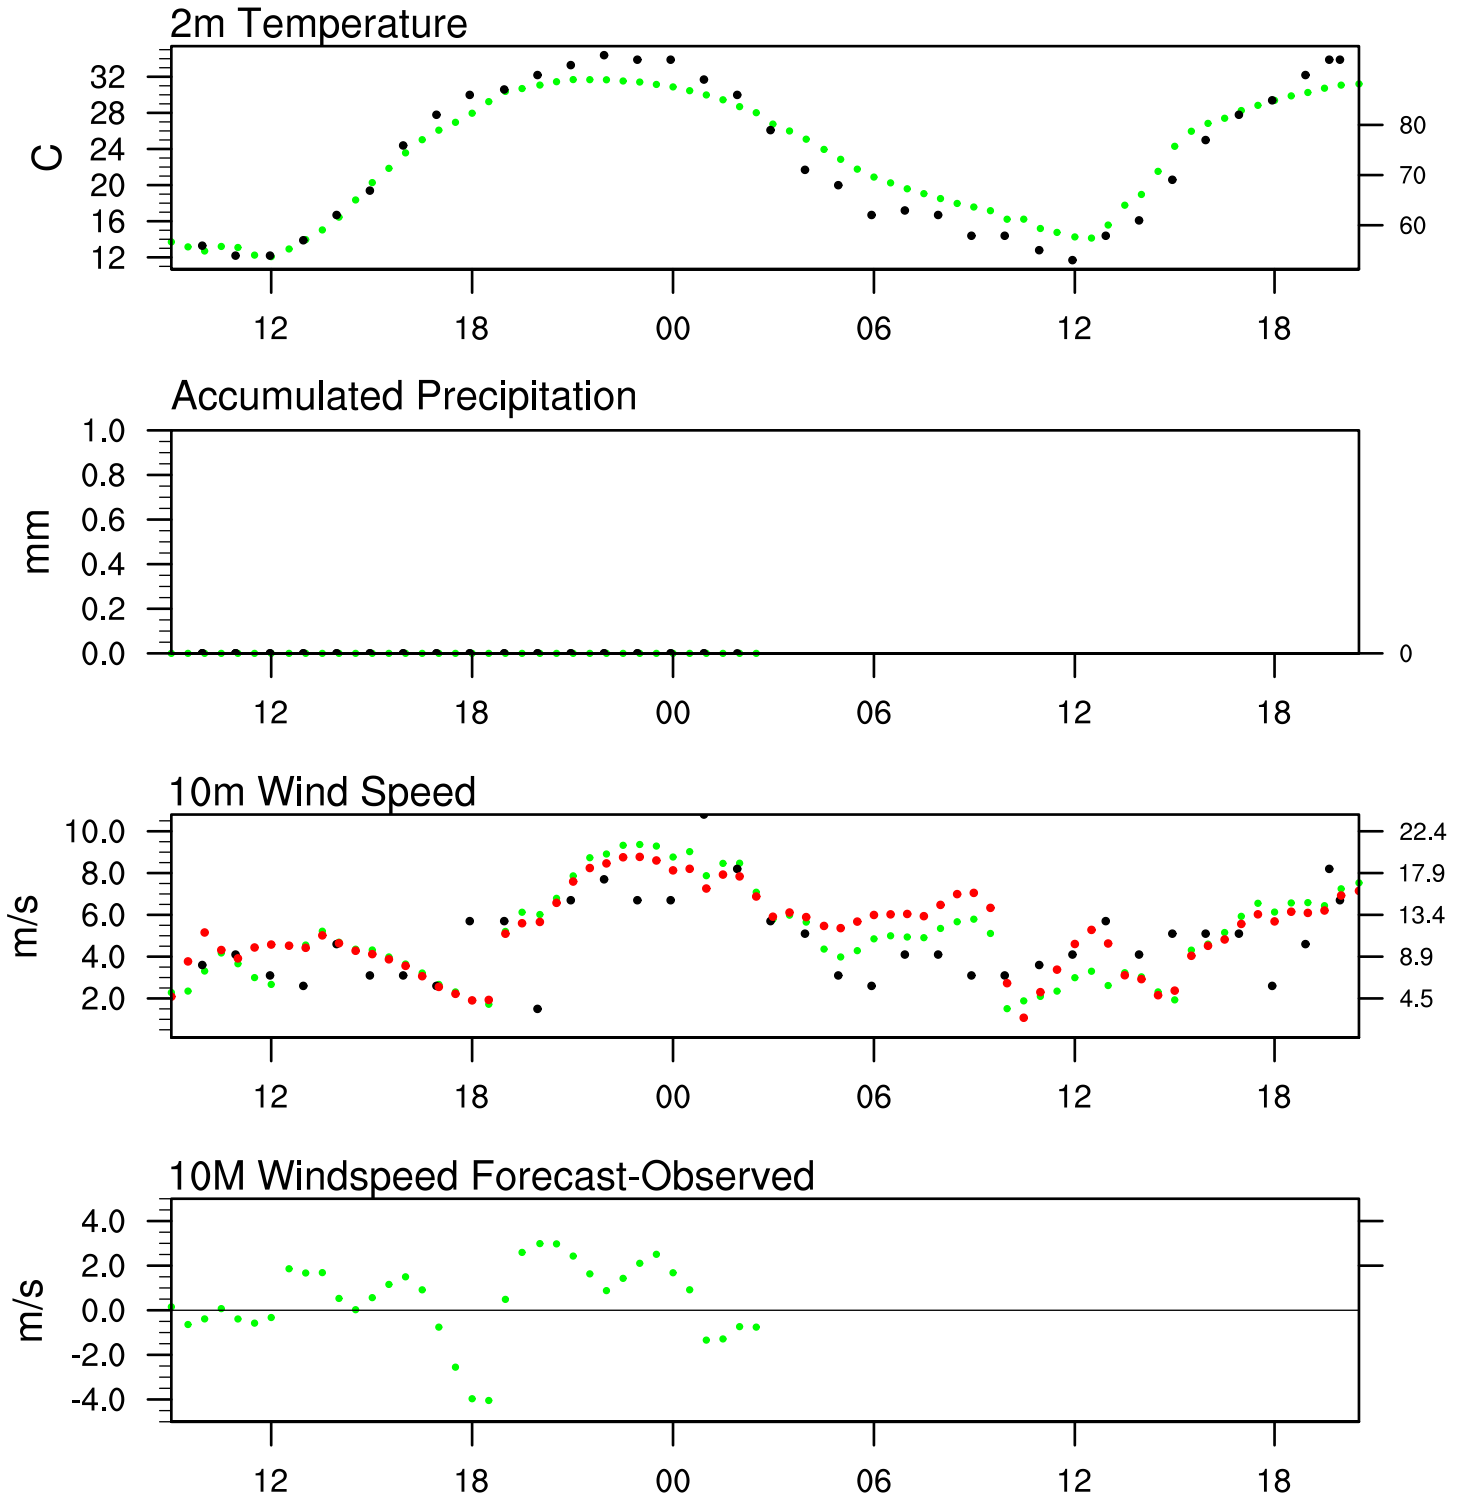 2m Temperature
32
28
24
20
16
12
C
80
70
60
12 18 00 06 12 18
Accumulated Precipitation
1.0
0.8
0.6
0.4
0.2
0.0
mm
0
12 18 00 06 12 18
10m Wind Speed
10.0
8.0
6.0
4.0
2.0
m/s
22.4
17.9
13.4
8.9
4.5
12 18 00 06 12 18
10M Windspeed Forecast-Observed
4.0
2.0
0.0
-2.0
-4.0
m/s
12 18 00 06 12 18